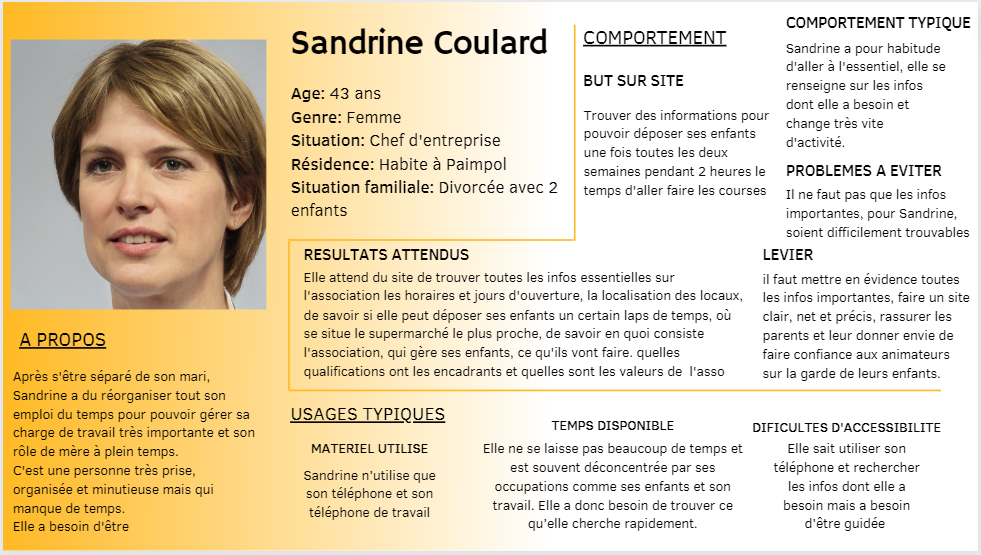 Sandrine Coulard
Age: 43 ans
Genre: Femme
Situation: Chef d'entreprise
Résidence: Habite à Paimpol
Situation familiale: Divorcée avec 2
enfants
A PROPOS
Après s'être séparé de son mari,
Sandrine a du réorganiser tout son
emploi du temps pour pouvoir gérer sa
charge de travail très importante et son
rôle de mère à plein temps.
C'est une personne très prise,
organisée et minutieuse mais qui
manque de temps.
Elle a besoin d'être
COMPORTEMENT
BUT SUR SITE
Trouver des informations pour
pouvoir déposer ses enfants
une fois toutes les deux
semaines pendant 2 heures le
temps d'aller faire les courses
COMPORTEMENT TYPIQUE
Sandrine a pour habitude
d'aller à l'essentiel, elle se
renseigne sur les infos
dont elle a besoin et
change très vite
d'activité.
PROBLEMES A EVITER
Il ne faut pas que les infos
importantes, pour Sandrine,
soient difficilement trouvables
RESULTATS ATTENDUS
Elle attend du site de trouver toutes les infos essentielles sur
l'association les horaires et jours d'ouverture, la localisation des locaux,
de savoir si elle peut déposer ses enfants un certain laps de temps, où
se situe le supermarché le plus proche, de savoir en quoi consiste
l'association, qui gère ses enfants, ce qu'ils vont faire. quelles
qualifications ont les encadrants et quelles sont les valeurs de l'asso
LEVIER
il faut mettre en évidence toutes
les infos importantes, faire un site
clair, net et précis, rassurer les
parents et leur donner envie de
faire confiance aux animateurs
sur la garde de leurs enfants.
USAGES TYPIQUES
MATERIEL UTILISE
Sandrine n'utilise que
son téléphone et son
téléphone de travail
TEMPS DISPONIBLE
Elle ne se laisse pas beaucoup de temps et
est souvent déconcentrée par ses
occupations comme ses enfants et son
travail. Elle a donc besoin de trouver ce
qu'elle cherche rapidement.
DIFICULTES D'ACCESSIBILITE
Elle sait utiliser son
téléphone et rechercher
les infos dont elle a
besoin mais a besoin
d'être guidée